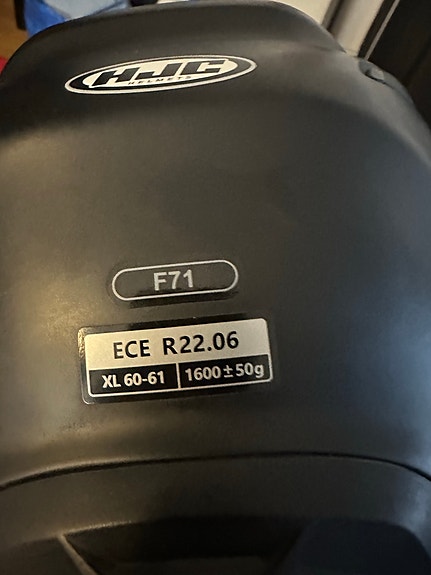 HJC
HELMETS
F71
ECE R22.06
XL 60-61 1600±50g